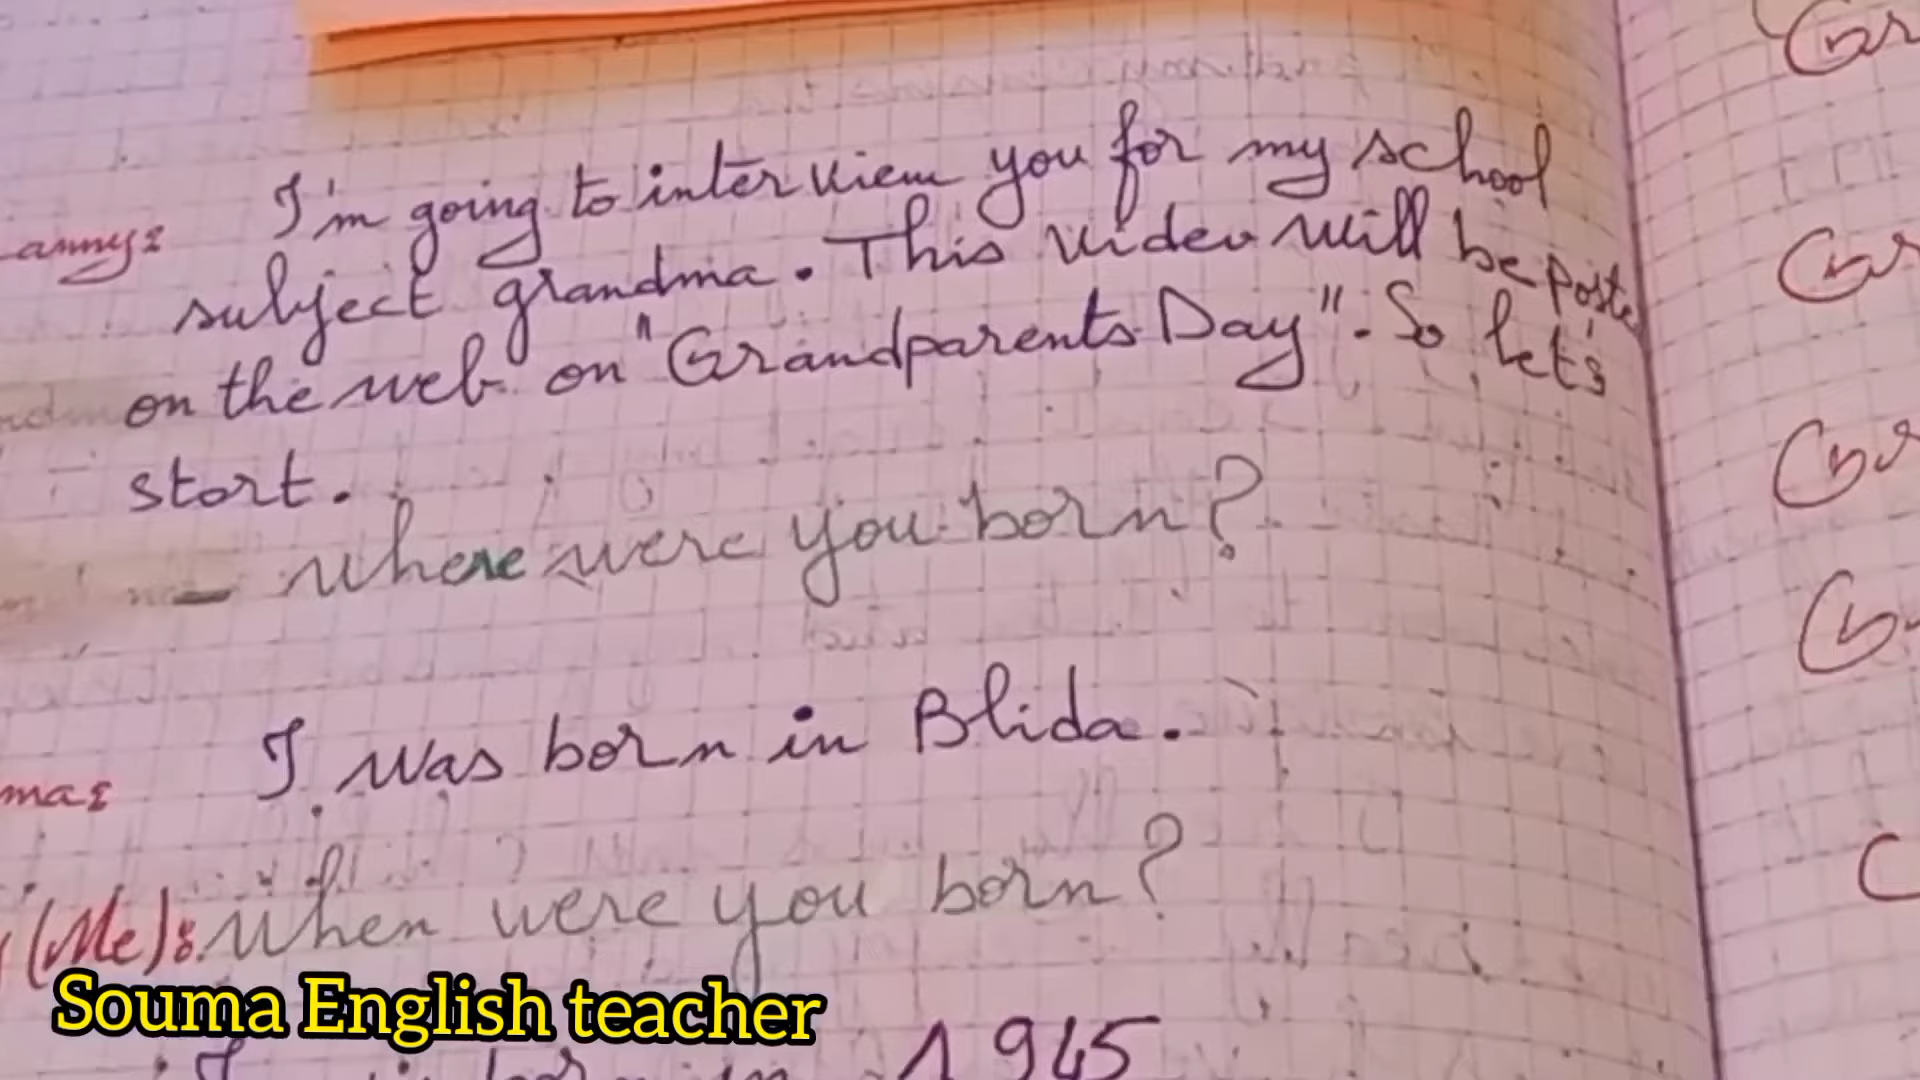 I'm going to interview you for my school
subject grandma. This video will be poste
on the web on "Grandparents Day". So let's
start.
– Where were you born?
I was born in Blida.
(Me): When were you born?
Souma English teacher
born in 1945